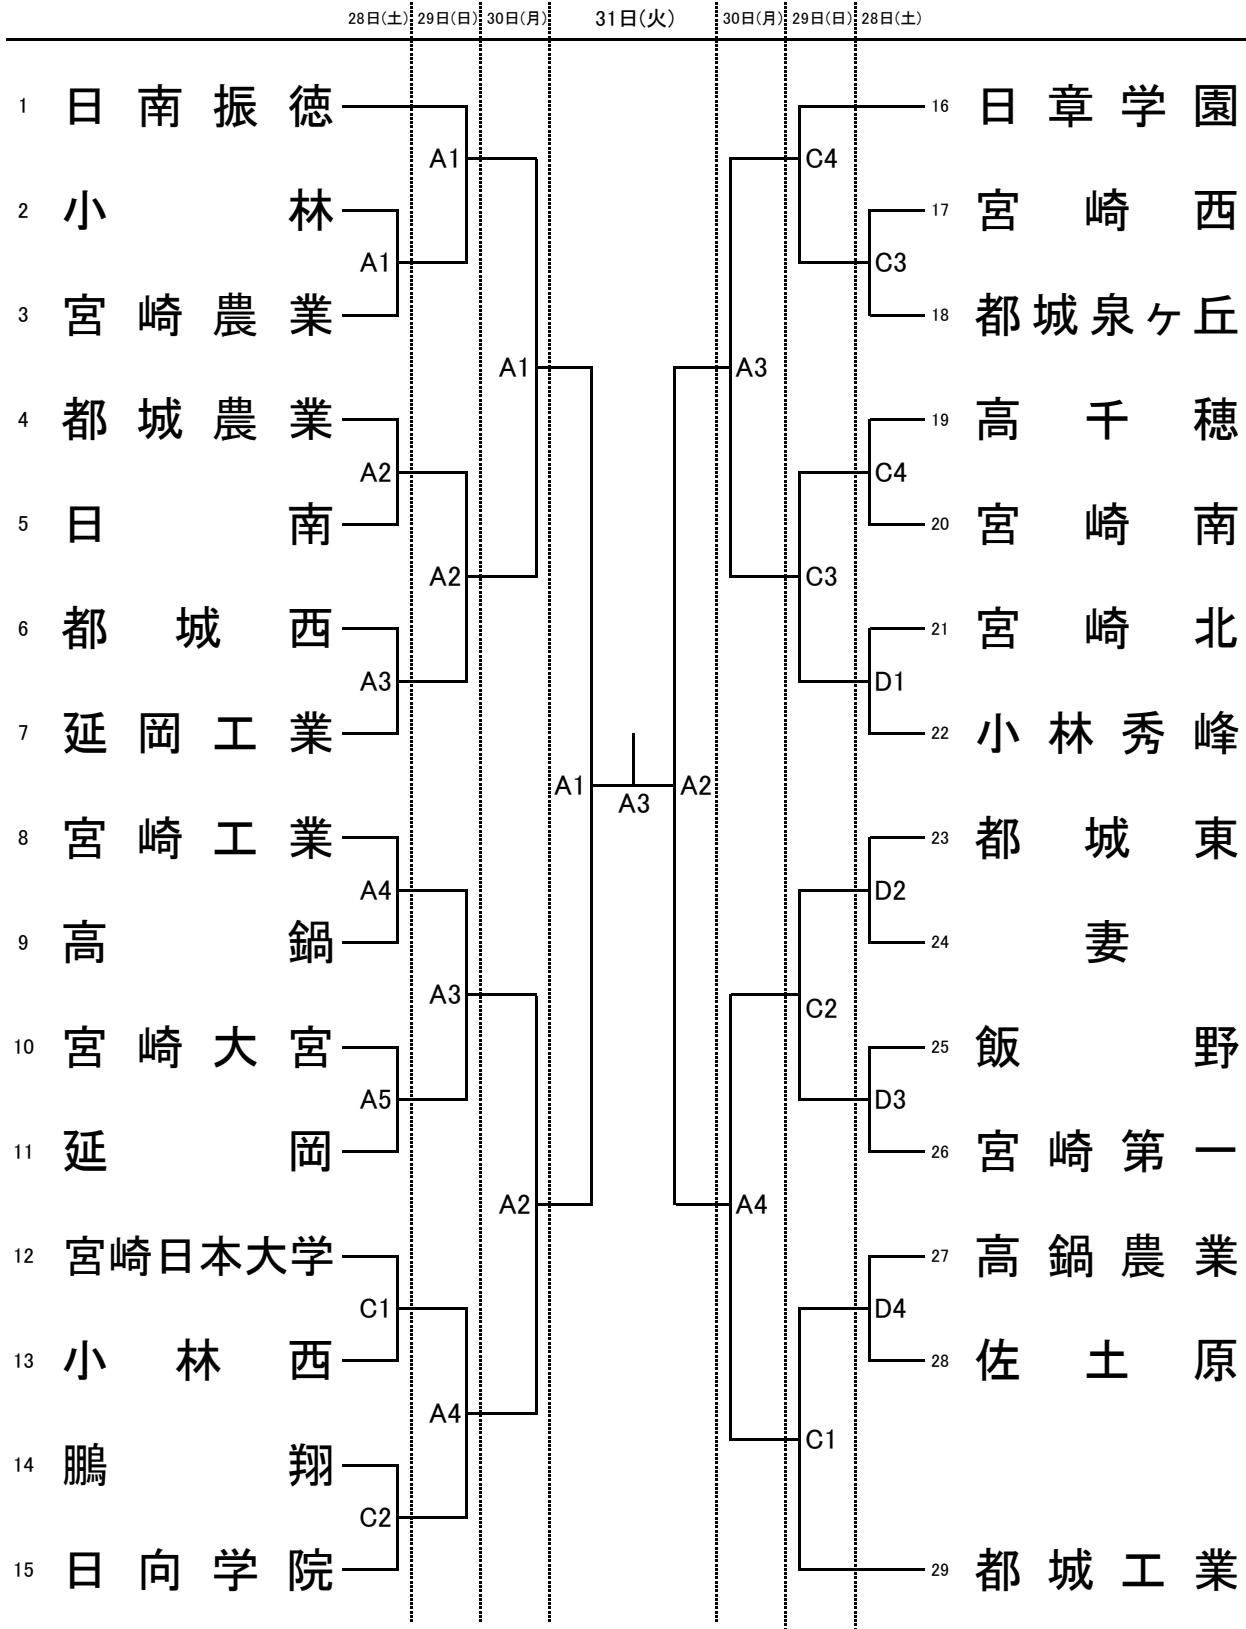 28日(土) 29日(日) 30日(月) 31日(火) 30日(月) 29日(日) 28日(土)
1 日南振徳 16 日章学園
A1 C4
2 小林 17 宮崎西
A1 C3
3 宮崎農業 18 都城泉ヶ丘
A1 A3
4 都城農業 19 高千穂
A2 C4
5 日南 20 宮崎南
A2 C3
6 都城西 21 宮崎北
A3 D1
7 延岡工業 22 小林秀峰
A1 A3 A2
8 宮崎工業 23 都城東
A4 D2
9 高鍋 24 妻
A3 C2
10 宮崎大宮 25 飯野
A5 D3
11 延岡 26 宮崎第一
A2 A4
12 宮崎日本大学 27 高鍋農業
C1 D4
13 小林西 28 佐土原
A4 C1
14 鵬翔
C2
15 日向学院 29 都城工業